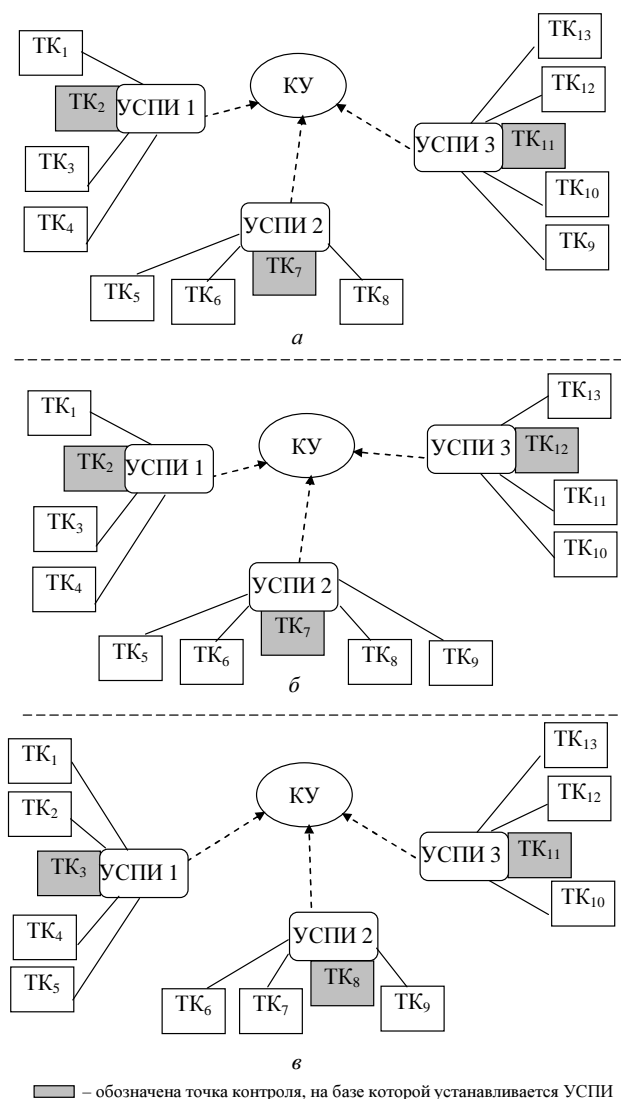 ТК₁
ТК₂
УСПИ 1
ТК₃
ТК₄
КУ
ТК₁₃
ТК₁₂
УСПИ 3
ТК₁₁
ТК₁₀
ТК₉
УСПИ 2
ТК₇
ТК₅
ТК₆
ТК₈
а
ТК₁
ТК₂
УСПИ 1
ТК₃
ТК₄
КУ
ТК₁₃
УСПИ 3
ТК₁₂
ТК₁₁
ТК₁₀
УСПИ 2
ТК₇
ТК₅
ТК₆
ТК₈
ТК₉
б
ТК₁
ТК₂
ТК₃
УСПИ 1
ТК₄
ТК₅
КУ
ТК₁₃
ТК₁₂
УСПИ 3
ТК₁₁
ТК₁₀
УСПИ 2
ТК₈
ТК₆
ТК₇
ТК₉
в
– обозначена точка контроля, на базе которой устанавливается УСПИ